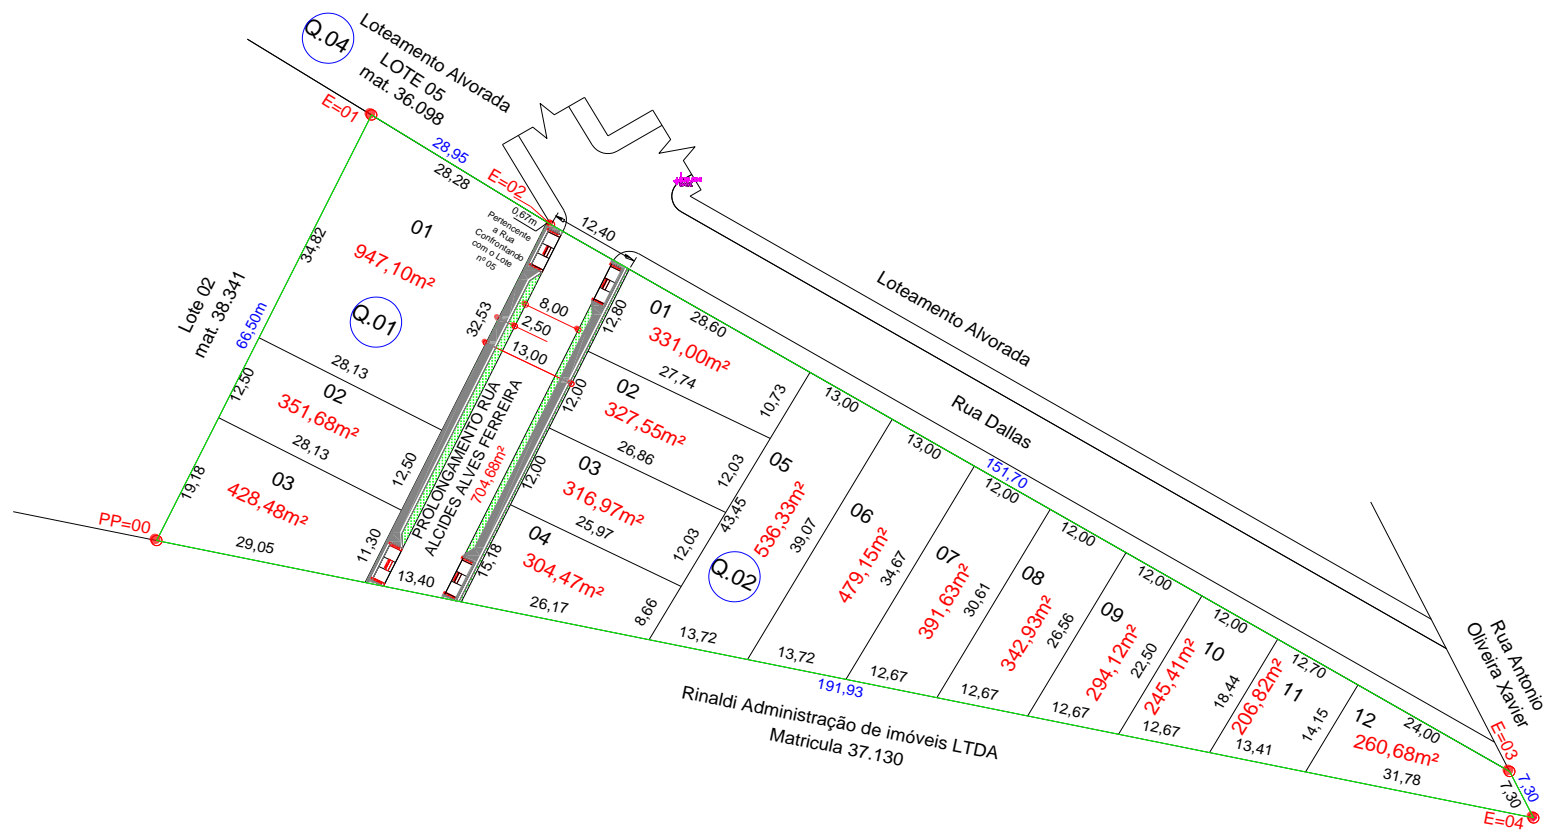 Q.04
Loteamento Alvorada
LOTE 05
mat. 36.098
E=01
28,95
28,28
E=02
0,67m
Pertencente
a Rua
Confrontando
com o Lote
nº 05
12,40
01
947,10m²
Q.01
34,82
Lote 02
mat. 38.341
66,50m
32,53
28,13
12,50
02
351,68m²
28,13
12,50
03
428,48m²
19,18
PP=00
29,05
11,30
13,40
8,00
2,50
13,00
PROLONGAMENTO RUA
ALCIDES ALVES FERREIRA
704,68m²
12,80
01
28,60
331,00m²
27,74
10,73
12,00
02
327,55m²
26,86
12,03
12,00
03
316,97m²
25,97
12,03
15,18
04
304,47m²
26,17
8,66
43,45
Q.02
Loteamento Alvorada
Rua Dallas
151,70
13,00
05
536,33m²
39,07
13,72
13,00
06
479,15m²
34,67
13,72
12,00
07
391,63m²
30,61
12,67
12,00
08
342,93m²
26,56
12,67
12,00
09
294,12m²
22,50
12,67
12,00
10
245,41m²
18,44
12,67
12,70
11
206,82m²
14,15
13,41
12
24,00
260,68m²
31,78
191,93
Rinaldi Administração de imóveis LTDA
Matricula 37.130
Rua Antonio
Oliveira Xavier
E=03
7,30
7,30
E=04